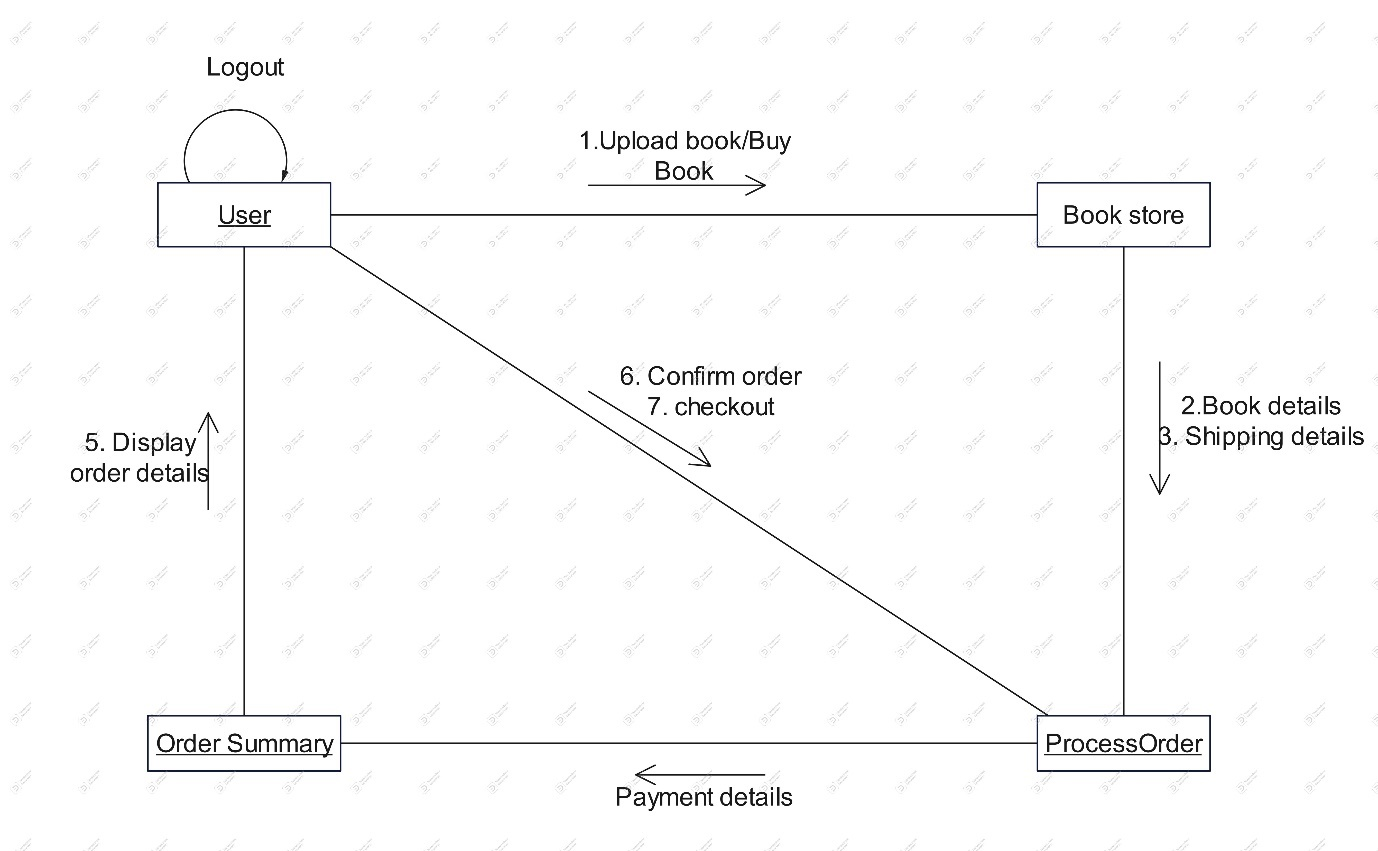 Logout
1.Upload book/Buy
Book
User
Book store
6. Confirm order
7. checkout
2.Book details
3. Shipping details
5. Display
order details
Order Summary
ProcessOrder
Payment details